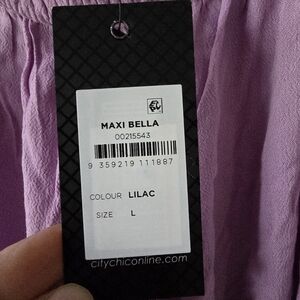 MAXI BELLA
00215543
9 359219 111887
COLOUR LILAC
SIZE L
citychiconline.com